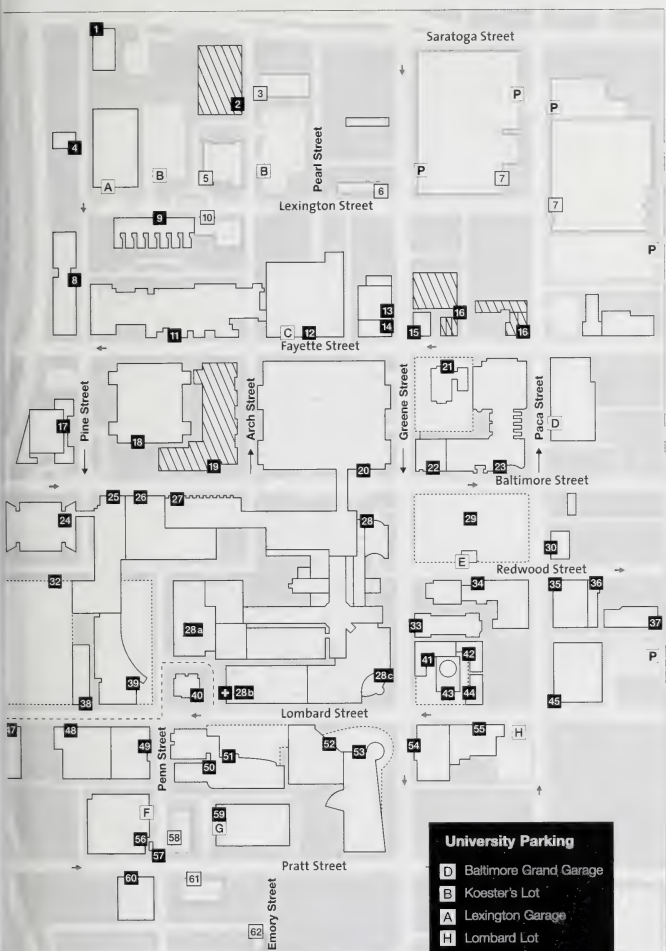 Saratoga Street
1
2
3
P
P
4
A
B
5
B
Pearl Street
6
P
7
7
Lexington Street
9
10
P
8
11
C
12
13
14
15
16
16
Fayette Street
17
Pine Street
18
19
Arch Street
20
Greene Street
21
22
23
Paca Street
D
Baltimore Street
24
25
26
27
28
29
30
E
Redwood Street
32
28a
33
34
35
36
37
38
39
40
28b
28c
41
42
43
44
45
P
Lombard Street
47
48
49
Penn Street
50
51
52
53
54
55
H
F
56
57
58
59
G
Pratt Street
60
61
62
Emory Street
University Parking
D Baltimore Grand Garage
B Koester's Lot
A Lexington Garage
H Lombard Lot